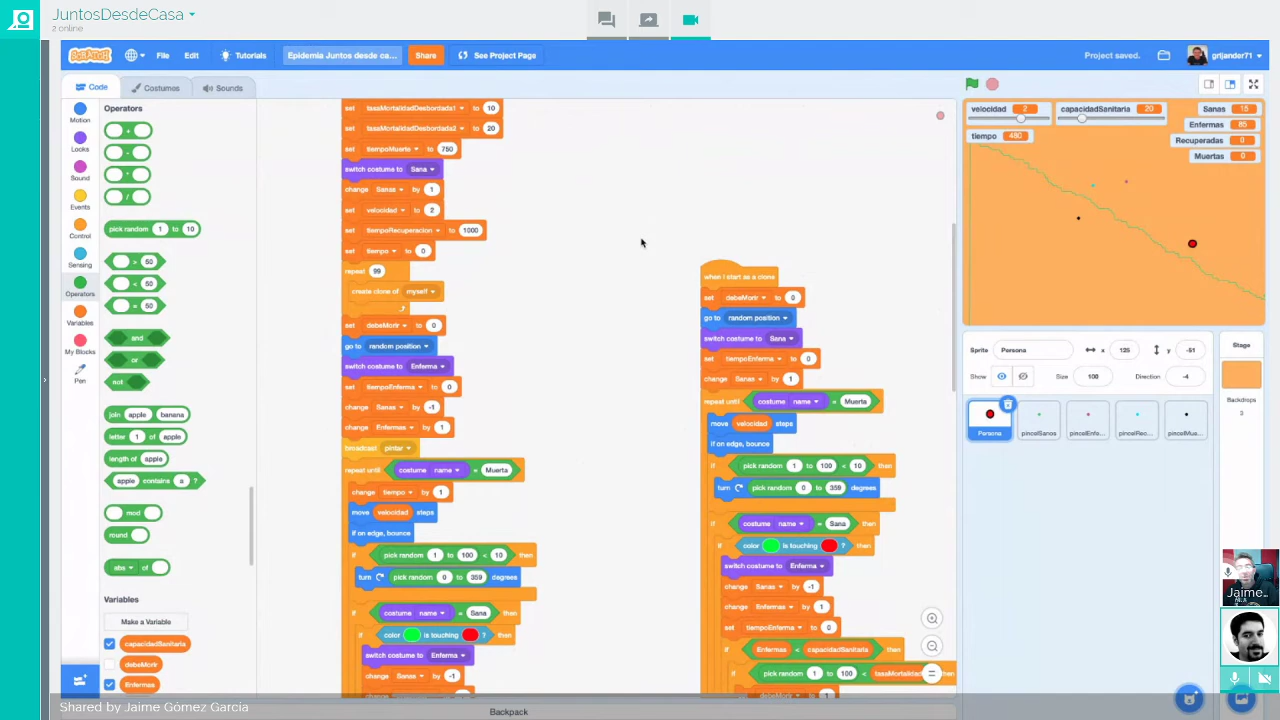 JuntosDesdeCasa
2 online
SCRATCH
File Edit Tutorials Epidemia Juntos desde ca... Share See Project Page Project saved. grijander71
Code Costumes Sounds
Motion
Looks
Sound
Events
Control
Sensing
Operators
Variables
My Blocks
Pen
Operators
+
-
*
/
pick random 1 to 10
> 50
< 50
= 50
and
or
not
join apple banana
letter 1 of apple
length of apple
apple contains a ?
mod
round
abs of
Variables
Make a Variable
capacidadSanitaria
debeMorir
Enfermas
set tasaMortalidadDesbordada1 to 10
set tasaMortalidadDesbordada2 to 20
set tiempoMuerte to 750
switch costume to Sana
change Sanas by 1
set velocidad to 2
set tiempoRecuperacion to 1000
set tiempo to 0
repeat 99
create clone of myself
set debeMorir to 0
go to random position
switch costume to Enferma
set tiempoEnferma to 0
change Sanas by -1
change Enfermas by 1
broadcast pintar
repeat until costume name = Muerta
change tiempo by 1
move velocidad steps
if on edge, bounce
if pick random 1 to 100 < 10 then
turn pick random 0 to 359 degrees
if costume name = Sana then
if color is touching ? then
switch costume to Enferma
change Sanas by -1
when I start as a clone
set debeMorir to 0
go to random position
switch costume to Sana
set tiempoEnferma to 0
change Sanas by 1
repeat until costume name = Muerta
move velocidad steps
if on edge, bounce
if pick random 1 to 100 < 10 then
turn pick random 0 to 359 degrees
if costume name = Sana then
if color is touching ? then
switch costume to Enferma
change Sanas by -1
change Enfermas by 1
set tiempoEnferma to 0
if Enfermas < capacidadSanitaria then
if pick random 1 to 100 < tasaMortalidad then
debeMorir 1
velocidad 2
capacidadSanitaria 20
Sanas 15
Enfermas 85
Recuperadas 0
Muertas 0
tiempo 480
Sprite Persona x 125 y -51
Show Size 100 Direction -4
Persona pincelSanos pincelEnfe... pincelRec... pincelMue...
Stage
Backdrops
3
Jaime...
Shared by Jaime Gómez García
Backpack